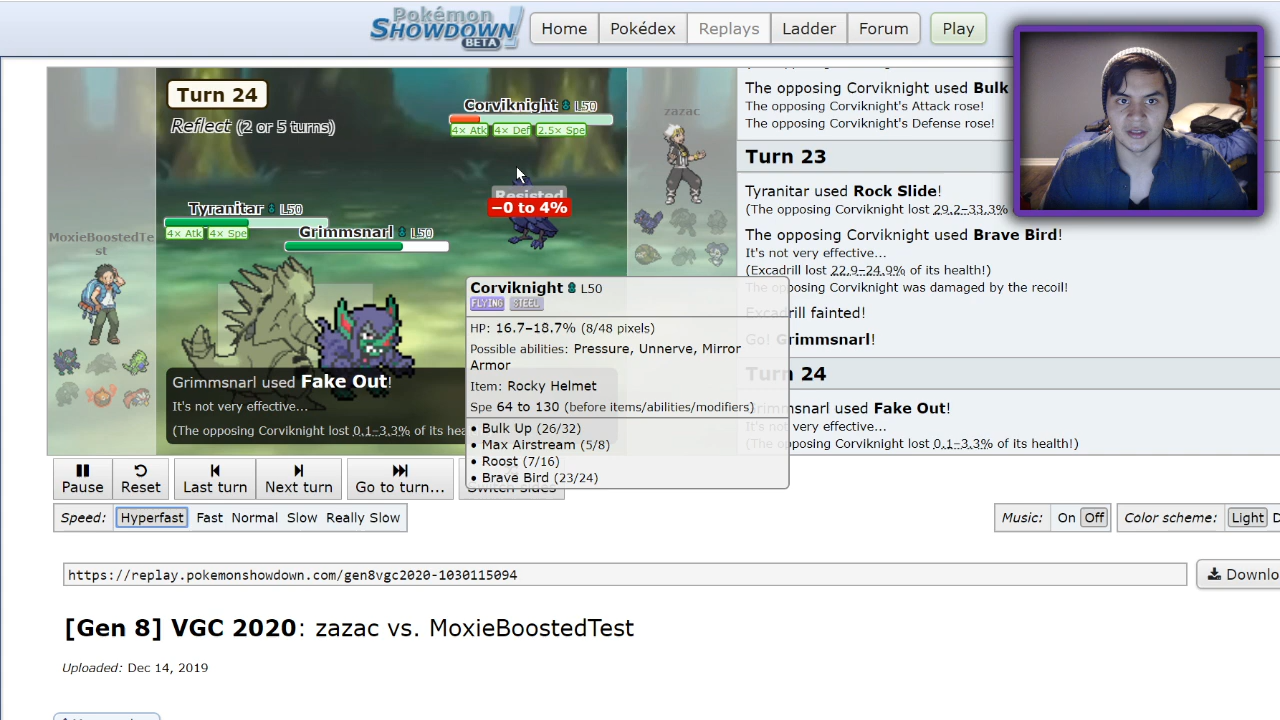 Pokémon
SHOWDOWN!
BETA
Home
Pokédex
Replays
Ladder
Forum
Play
Turn 24
Reflect (2 or 5 turns)
Corviknight L50
4× Atk 4× Def 2.5× Spe
zazac
Resisted
−0 to 4%
Tyranitar L50
4× Atk 4× Spe
Grimmsnarl L50
MoxieBoostedTe
st
Grimmsnarl used Fake Out!
It's not very effective...
(The opposing Corviknight lost 0.1–3.3% of its hea
Corviknight L50
FLYING STEEL
HP: 16.7–18.7% (8/48 pixels)
Possible abilities: Pressure, Unnerve, Mirror
Armor
Item: Rocky Helmet
Spe 64 to 130 (before items/abilities/modifiers)
• Bulk Up (26/32)
• Max Airstream (5/8)
• Roost (7/16)
• Brave Bird (23/24)
The opposing Corviknight used Bulk
The opposing Corviknight's Attack rose!
The opposing Corviknight's Defense rose!
Turn 23
Tyranitar used Rock Slide!
(The opposing Corviknight lost 29.2–33.3%
The opposing Corviknight used Brave Bird!
It's not very effective...
(Excadrill lost 22.9–24.9% of its health!)
The opposing Corviknight was damaged by the recoil!
Excadrill fainted!
Go! Grimmsnarl!
Turn 24
Grimmsnarl used Fake Out!
It's not very effective...
The opposing Corviknight lost 0.1–3.3% of its health!)
Pause
Reset
Last turn
Next turn
Go to turn...
Switch sides
Speed: Hyperfast Fast Normal Slow Really Slow
Music: On Off
Color scheme: Light D
https://replay.pokemonshowdown.com/gen8vgc2020-1030115094
Downlo
[Gen 8] VGC 2020: zazac vs. MoxieBoostedTest
Uploaded: Dec 14, 2019